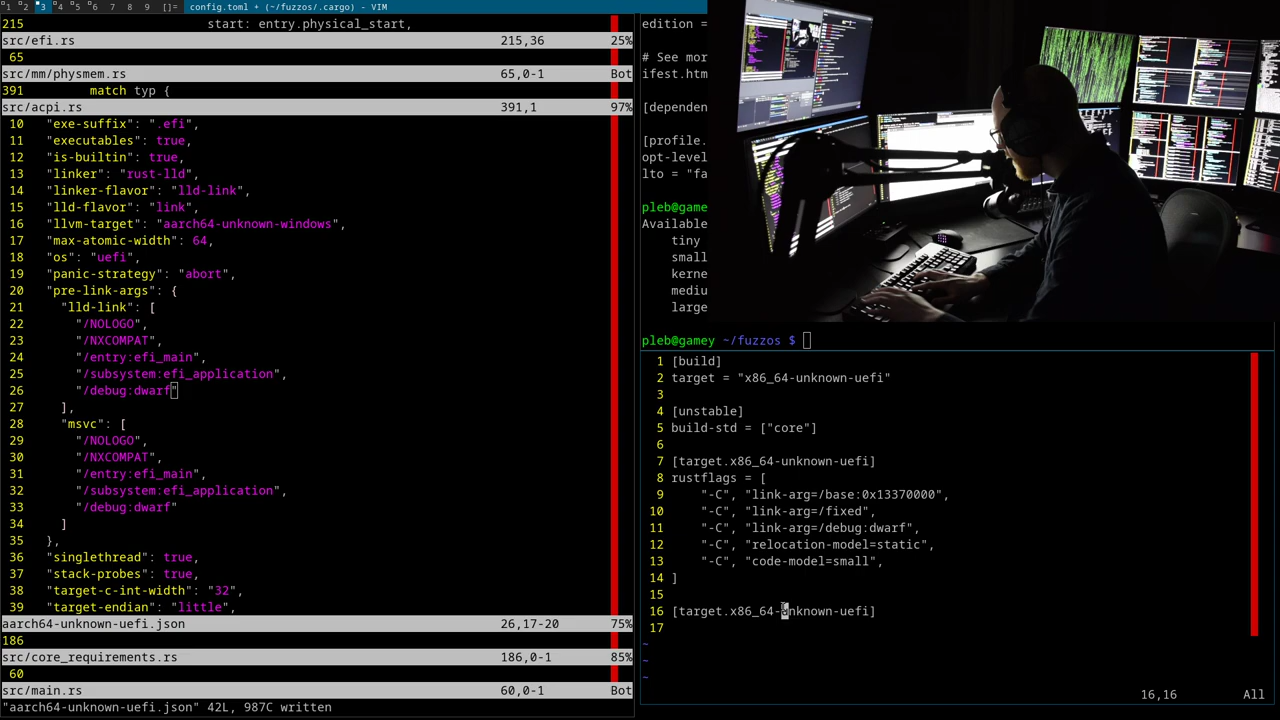 1 2 3 4 5 6 7 8 9 []= config.toml + (~/fuzzos/.cargo) - VIM
215 start: entry.physical_start,
src/efi.rs 215,36 25%
65
src/mm/physmem.rs 65,0-1 Bot
391 match typ {
src/acpi.rs 391,1 97%
10 "exe-suffix": ".efi",
11 "executables": true,
12 "is-builtin": true,
13 "linker": "rust-lld",
14 "linker-flavor": "lld-link",
15 "lld-flavor": "link",
16 "llvm-target": "aarch64-unknown-windows",
17 "max-atomic-width": 64,
18 "os": "uefi",
19 "panic-strategy": "abort",
20 "pre-link-args": {
21 "lld-link": [
22 "/NOLOGO",
23 "/NXCOMPAT",
24 "/entry:efi_main",
25 "/subsystem:efi_application",
26 "/debug:dwarf"
27 ],
28 "msvc": [
29 "/NOLOGO",
30 "/NXCOMPAT",
31 "/entry:efi_main",
32 "/subsystem:efi_application",
33 "/debug:dwarf"
34 ]
35 },
36 "singlethread": true,
37 "stack-probes": true,
38 "target-c-int-width": "32",
39 "target-endian": "little",
aarch64-unknown-uefi.json 26,17-20 75%
186
src/core_requirements.rs 186,0-1 85%
60
src/main.rs 60,0-1 Bot
"aarch64-unknown-uefi.json" 42L, 987C written
edition =
# See mor
ifest.htm
[dependen
[profile.
opt-level
lto = "fa
pleb@gamey
Available
tiny
small
kerne
mediu
large
pleb@gamey ~/fuzzos $
1 [build]
2 target = "x86_64-unknown-uefi"
3
4 [unstable]
5 build-std = ["core"]
6
7 [target.x86_64-unknown-uefi]
8 rustflags = [
9 "-C", "link-arg=/base:0x13370000",
10 "-C", "link-arg=/fixed",
11 "-C", "link-arg=/debug:dwarf",
12 "-C", "relocation-model=static",
13 "-C", "code-model=small",
14 ]
15
16 [target.x86_64-unknown-uefi]
17
~
~
~
16,16 All